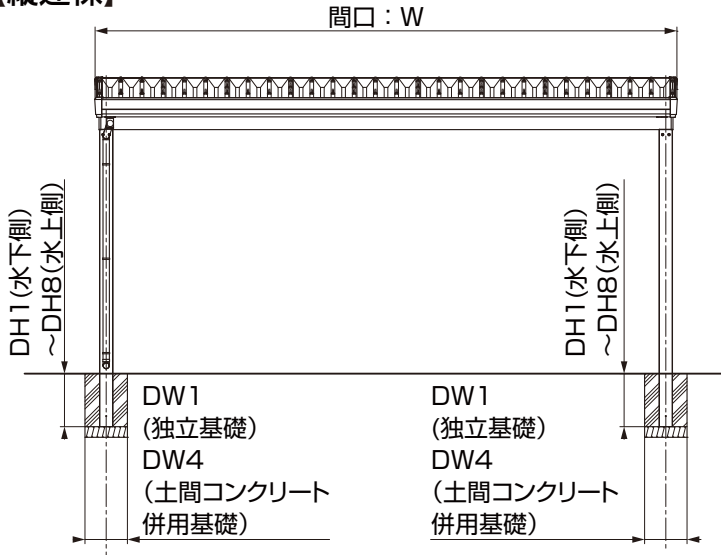 【縦連棟】
間口:W
DH1(水下側)
~DH8(水上側)
DH1(水下側)
~DH8(水上側)
DW1
(独立基礎)
DW4
(土間コンクリート
併用基礎)
DW1
(独立基礎)
DW4
(土間コンクリート
併用基礎)